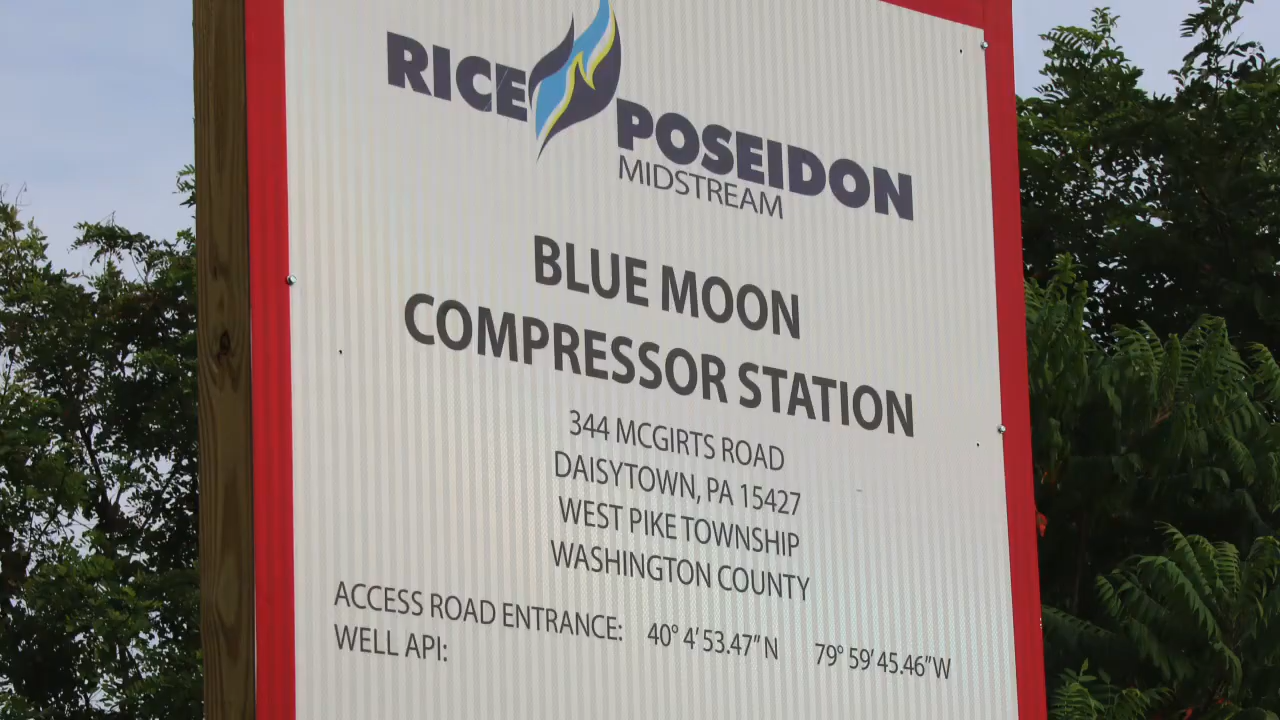 RICE POSEIDON
MIDSTREAM
BLUE MOON
COMPRESSOR STATION
344 MCGIRTS ROAD
DAISYTOWN, PA 15427
WEST PIKE TOWNSHIP
WASHINGTON COUNTY
ACCESS ROAD ENTRANCE: 40° 4' 53.47" N 79° 59' 45.46" W
WELL API: